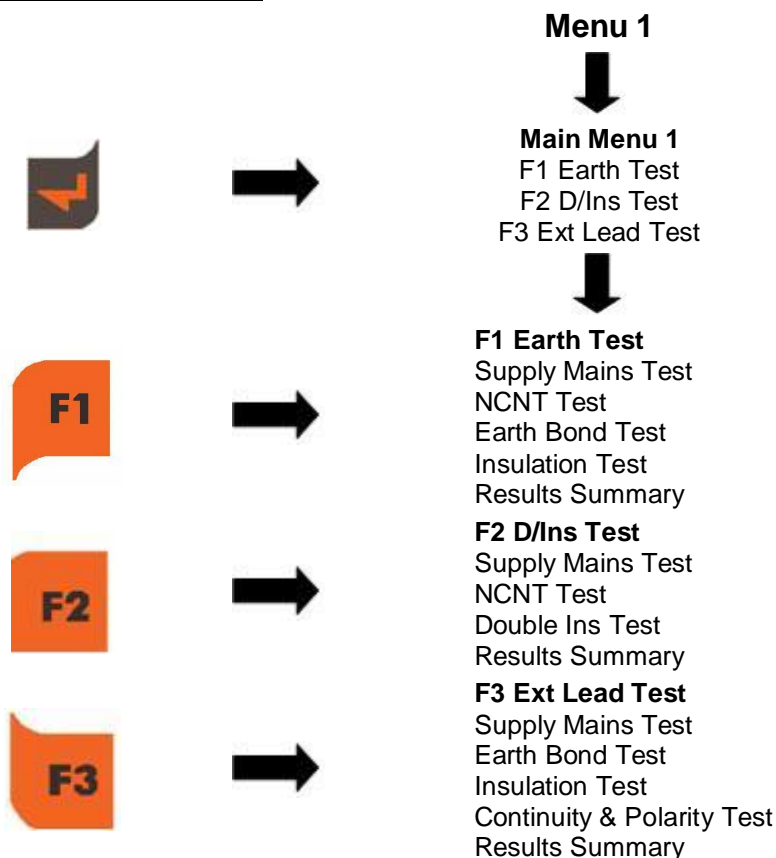 Menu 1
Main Menu 1
F1 Earth Test
F2 D/Ins Test
F3 Ext Lead Test
F1
F1 Earth Test
Supply Mains Test
NCNT Test
Earth Bond Test
Insulation Test
Results Summary
F2
F2 D/Ins Test
Supply Mains Test
NCNT Test
Double Ins Test
Results Summary
F3
F3 Ext Lead Test
Supply Mains Test
Earth Bond Test
Insulation Test
Continuity & Polarity Test
Results Summary